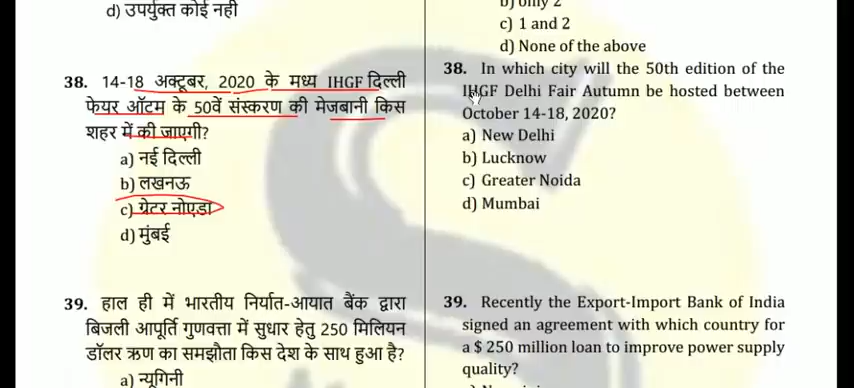 d) उपर्युक्त कोई नही
38. 14-18 अक्टूबर, 2020 के मध्य IHGF दिल्ली
फेयर ऑटम के 50वें संस्करण की मेजबानी किस
शहर में की जाएगी?
a) नई दिल्ली
b) लखनऊ
c) ग्रेटर नोएडा
d) मुंबई
39. हाल ही में भारतीय निर्यात-आयात बैंक द्वारा
बिजली आपूर्ति गुणवत्ता में सुधार हेतु 250 मिलियन
डॉलर ऋण का समझौता किस देश के साथ हुआ है?
a) न्यूगिनी
b) only 2
c) 1 and 2
d) None of the above
38. In which city will the 50th edition of the
IHGF Delhi Fair Autumn be hosted between
October 14-18, 2020?
a) New Delhi
b) Lucknow
c) Greater Noida
d) Mumbai
39. Recently the Export-Import Bank of India
signed an agreement with which country for
a $ 250 million loan to improve power supply
quality?